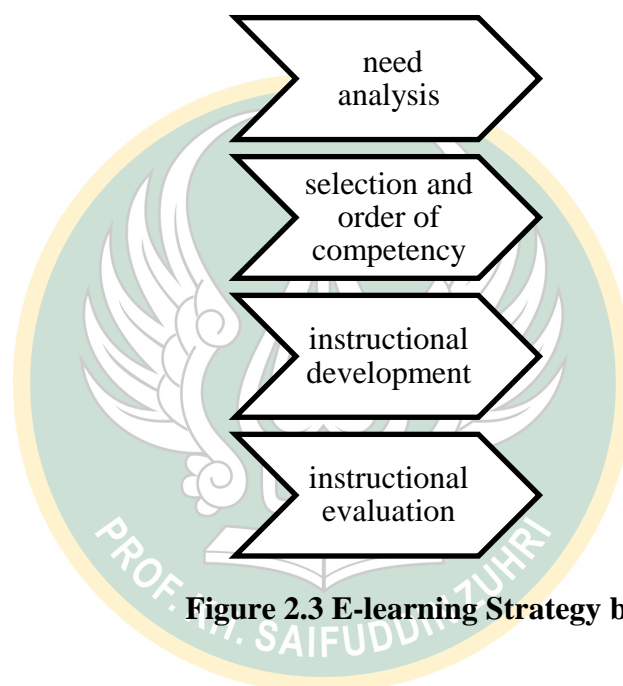 need
analysis
selection and
order of
competency
instructional
development
instructional
evaluation
Figure 2.3 E-learning Strategy b
PROF. K.H. SAIFUDDIN ZUHRI